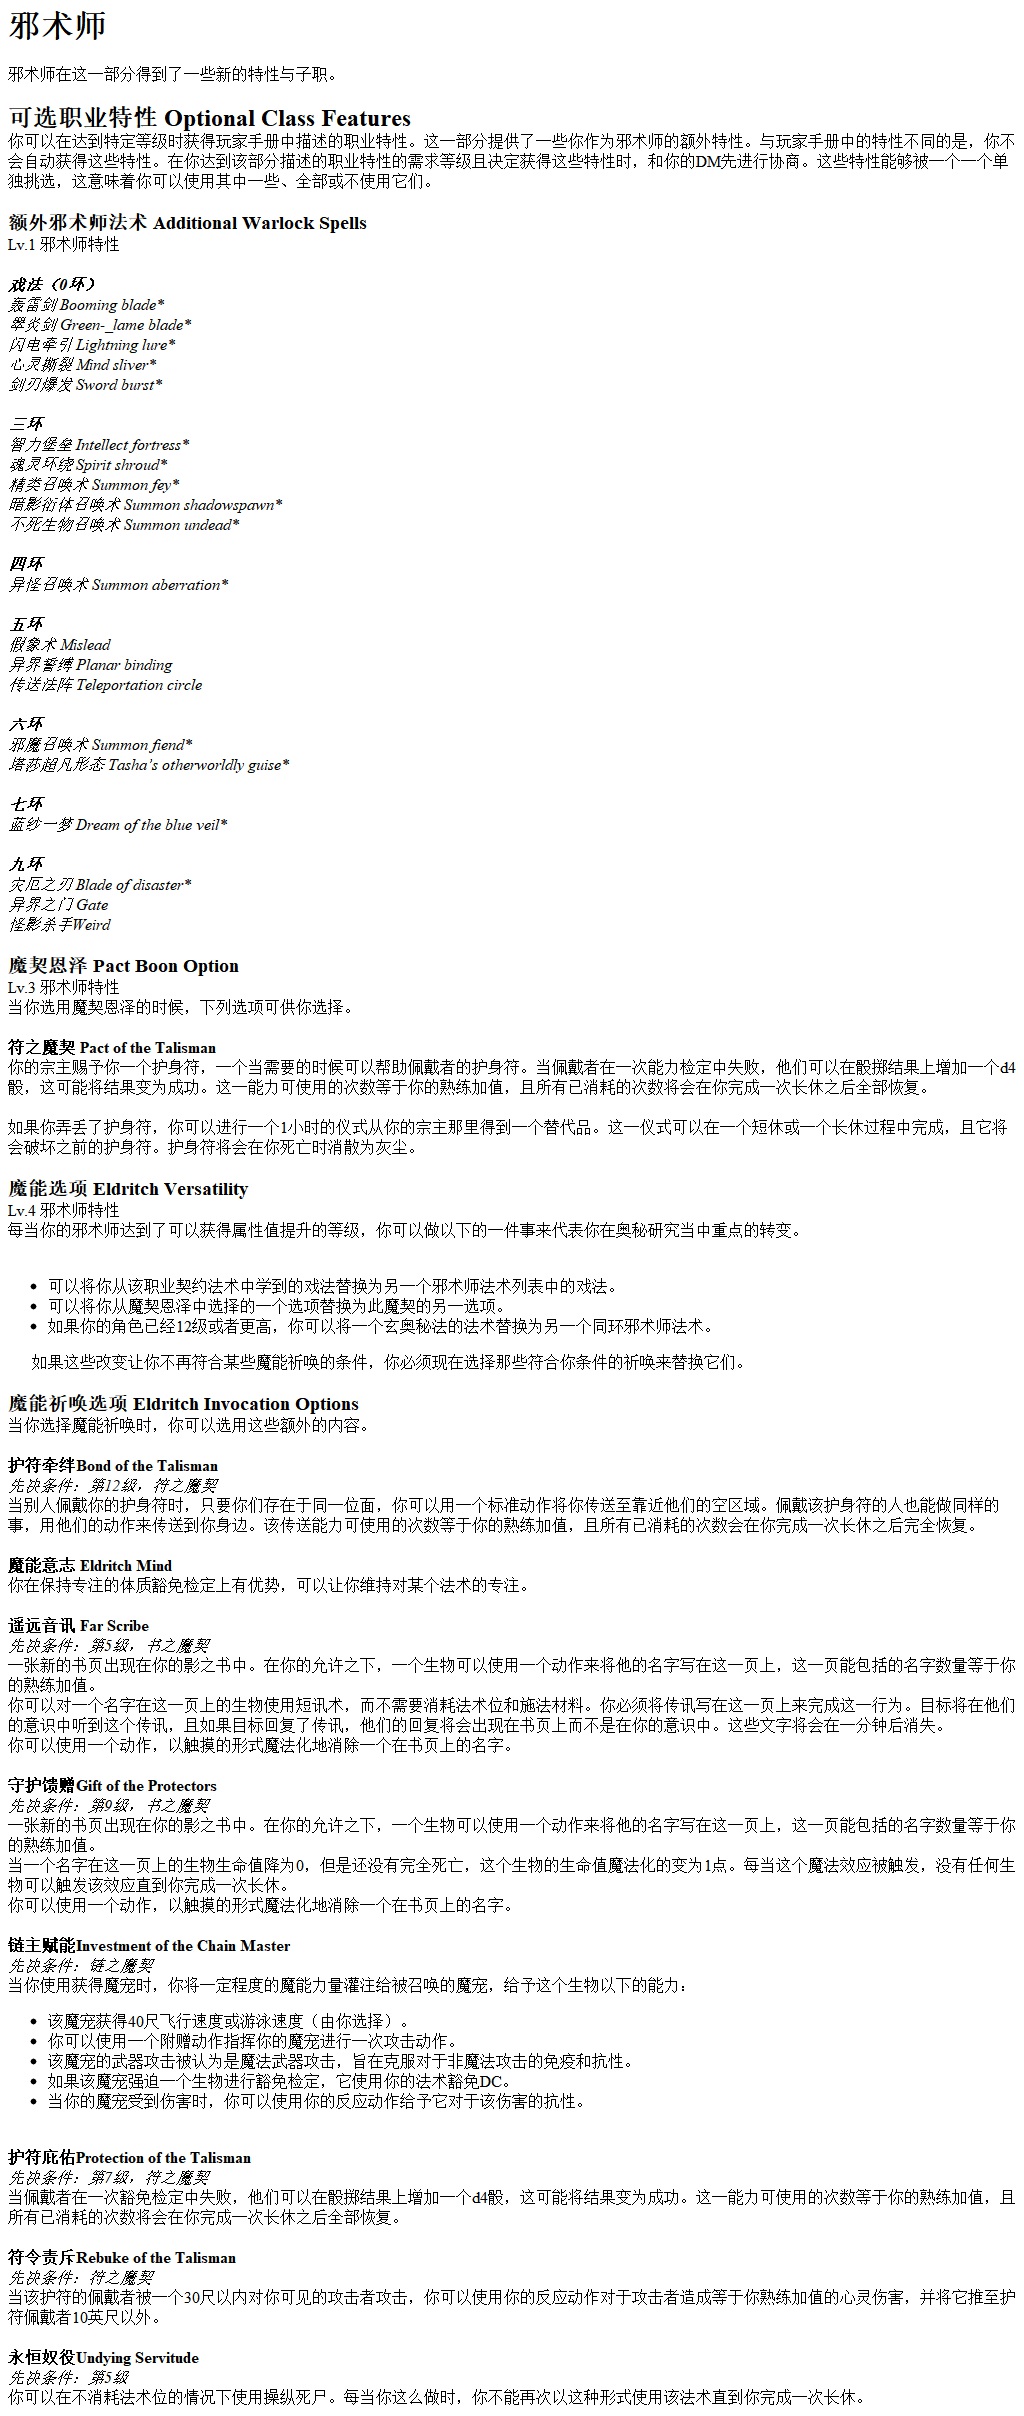 邪术师
邪术师在这一部分得到了一些新的特性与子职。
可选职业特性 Optional Class Features
你可以在达到特定等级时获得玩家手册中描述的职业特性。这一部分提供了一些你作为邪术师的额外特性。与玩家手册中的特性不同的是，你不
会自动获得这些特性。在你达到该部分描述的职业特性的需求等级且决定获得这些特性时，和你的DM先进行协商。这些特性能够被一个一个单
独挑选，这意味着你可以使用其中一些、全部或不使用它们。
额外邪术师法术 Additional Warlock Spells
Lv.1 邪术师特性
戏法（0环）
轰雷剑 Booming blade*
翠炎剑 Green-_lame blade*
闪电牵引 Lightning lure*
心灵撕裂 Mind sliver*
剑刃爆发 Sword burst*
三环
智力堡垒 Intellect fortress*
魂灵环绕 Spirit shroud*
精类召唤术 Summon fey*
暗影衍体召唤术 Summon shadowspawn*
不死生物召唤术 Summon undead*
四环
异怪召唤术 Summon aberration*
五环
假象术 Mislead
异界誓缚 Planar binding
传送法阵 Teleportation circle
六环
邪魔召唤术 Summon fiend*
塔莎超凡形态 Tasha's otherworldly guise*
七环
蓝纱一梦 Dream of the blue veil*
九环
灾厄之刃 Blade of disaster*
异界之门 Gate
怪影杀手Weird
魔契恩泽 Pact Boon Option
Lv.3 邪术师特性
当你选用魔契恩泽的时候，下列选项可供你选择。
符之魔契 Pact of the Talisman
你的宗主赐予你一个护身符，一个当需要的时候可以帮助佩戴者的护身符。当佩戴者在一次能力检定中失败，他们可以在骰掷结果上增加一个d4
骰，这可能将结果变为成功。这一能力可使用的次数等于你的熟练加值，且所有已消耗的次数将会在你完成一次长休之后全部恢复。
如果你弄丢了护身符，你可以进行一个1小时的仪式从你的宗主那里得到一个替代品。这一仪式可以在一个短休或一个长休过程中完成，且它将
会破坏之前的护身符。护身符将会在你死亡时消散为灰尘。
魔能选项 Eldritch Versatility
Lv.4 邪术师特性
每当你的邪术师达到了可以获得属性值提升的等级，你可以做以下的一件事来代表你在奥秘研究当中重点的转变。
• 可以将你从该职业契约法术中学到的戏法替换为另一个邪术师法术列表中的戏法。
• 可以将你从魔契恩泽中选择的一个选项替换为此魔契的另一选项。
• 如果你的角色已经12级或者更高，你可以将一个玄奥秘法的法术替换为另一个同环邪术师法术。
如果这些改变让你不再符合某些魔能祈唤的条件，你必须现在选择那些符合你条件的祈唤来替换它们。
魔能祈唤选项 Eldritch Invocation Options
当你选择魔能祈唤时，你可以选用这些额外的内容。
护符牵绊Bond of the Talisman
先决条件：第12级，符之魔契
当别人佩戴你的护身符时，只要你们存在于同一位面，你可以用一个标准动作将你传送至靠近他们的空区域。佩戴该护身符的人也能做同样的
事，用他们的动作来传送到你身边。该传送能力可使用的次数等于你的熟练加值，且所有已消耗的次数会在你完成一次长休之后完全恢复。
魔能意志 Eldritch Mind
你在保持专注的体质豁免检定上有优势，可以让你维持对某个法术的专注。
遥远音讯 Far Scribe
先决条件：第5级，书之魔契
一张新的书页出现在你的影之书中。在你的允许之下，一个生物可以使用一个动作来将他的名字写在这一页上，这一页能包括的名字数量等于你
的熟练加值。
你可以对一个名字在这一页上的生物使用短讯术，而不需要消耗法术位和施法材料。你必须将传讯写在这一页上来完成这一行为。目标将在他们
的意识中听到这个传讯，且如果目标回复了传讯，他们的回复将会出现在书页上而不是在你的意识中。这些文字将会在一分钟后消失。
你可以使用一个动作，以触摸的形式魔法化地消除一个在书页上的名字。
守护馈赠Gift of the Protectors
先决条件：第9级，书之魔契
一张新的书页出现在你的影之书中。在你的允许之下，一个生物可以使用一个动作来将他的名字写在这一页上，这一页能包括的名字数量等于你
的熟练加值。
当一个名字在这一页上的生物生命值降为0，但是还没有完全死亡，这个生物的生命值魔法化的变为1点。每当这个魔法效应被触发，没有任何生
物可以触发该效应直到你完成一次长休。
你可以使用一个动作，以触摸的形式魔法化地消除一个在书页上的名字。
链主赋能Investment of the Chain Master
先决条件：链之魔契
当你使用获得魔宠时，你将一定程度的魔能力量灌注给被召唤的魔宠，给予这个生物以下的能力：
• 该魔宠获得40尺飞行速度或游泳速度（由你选择）。
• 你可以使用一个附赠动作指挥你的魔宠进行一次攻击动作。
• 该魔宠的武器攻击被认为是魔法武器攻击，旨在克服对于非魔法攻击的免疫和抗性。
• 如果该魔宠强迫一个生物进行豁免检定，它使用你的法术豁免DC。
• 当你的魔宠受到伤害时，你可以使用你的反应动作给予它对于该伤害的抗性。
护符庇佑Protection of the Talisman
先决条件：第7级，符之魔契
当佩戴者在一次豁免检定中失败，他们可以在骰掷结果上增加一个d4骰，这可能将结果变为成功。这一能力可使用的次数等于你的熟练加值，且
所有已消耗的次数将会在你完成一次长休之后全部恢复。
符令责斥Rebuke of the Talisman
先决条件：符之魔契
当该护符的佩戴者被一个30尺以内对你可见的攻击者攻击，你可以使用你的反应动作对于攻击者造成等于你熟练加值的心灵伤害，并将它推至护
符佩戴者10英尺以外。
永恒奴役Undying Servitude
先决条件：第5级
你可以在不消耗法术位的情况下使用操纵死尸。每当你这么做时，你不能再次以这种形式使用该法术直到你完成一次长休。